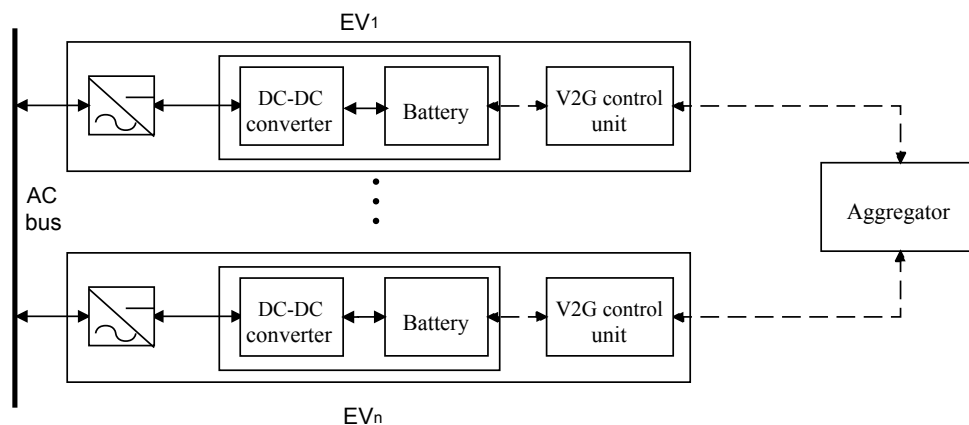 EV1
DC-DC
converter
Battery
V2G control
unit
AC
bus
Aggregator
DC-DC
converter
Battery
V2G control
unit
EVn